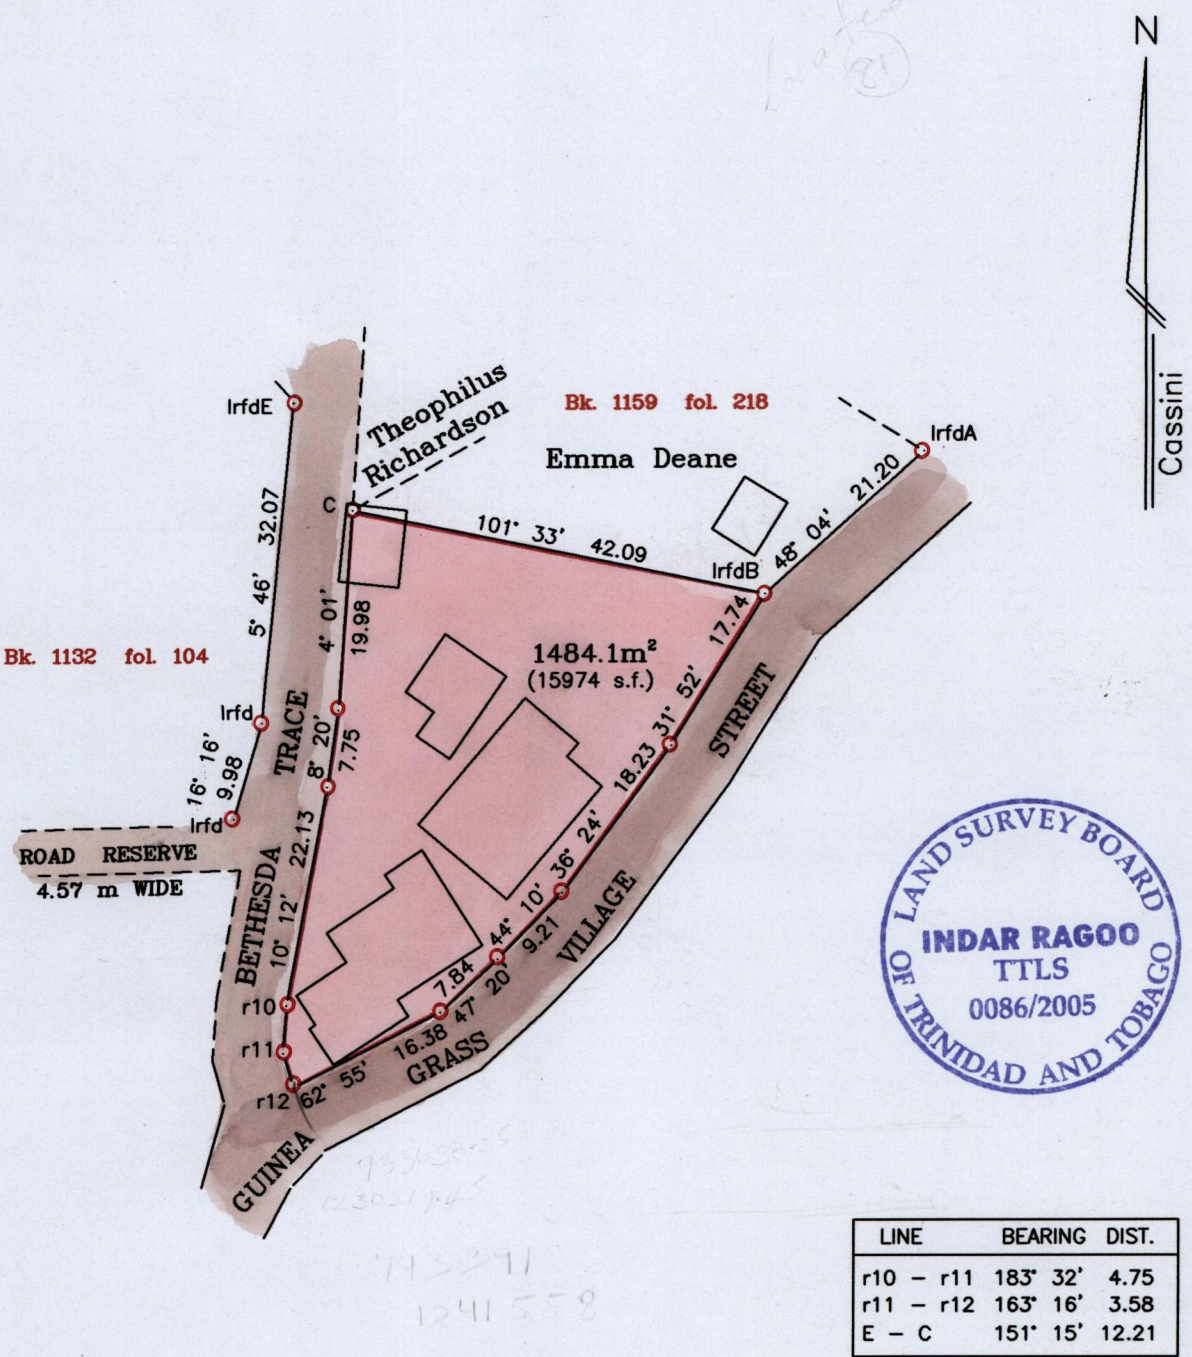 81
N
Cassini
Theophilus
Richardson
Bk. 1159 fol. 218
Emma Deane
IrfdE
IrfdA
21.20
48° 04'
C
101° 33' 42.09
IrfdB
32.07
5° 46'
4° 01'
19.98
17.74
31° 52'
Bk. 1132 fol. 104
1484.1m²
(15974 s.f.)
Irfd
16° 16'
9.98
Irfd
8° 20'
7.75
18.23
36° 24'
BETHESDA TRACE
ROAD RESERVE
4.57 m WIDE
10° 12' 22.13
44° 10'
9.21
7.84
47° 20'
r10
r11
r12
16.38
62° 55'
GUINEA GRASS VILLAGE STREET
LAND SURVEY BOARD
INDAR RAGOO
TTLS
0086/2005
OF TRINIDAD AND TOBAGO
713391
1241558
LINE BEARING DIST.
r10 – r11 183° 32' 4.75
r11 – r12 163° 16' 3.58
E – C 151° 15' 12.21